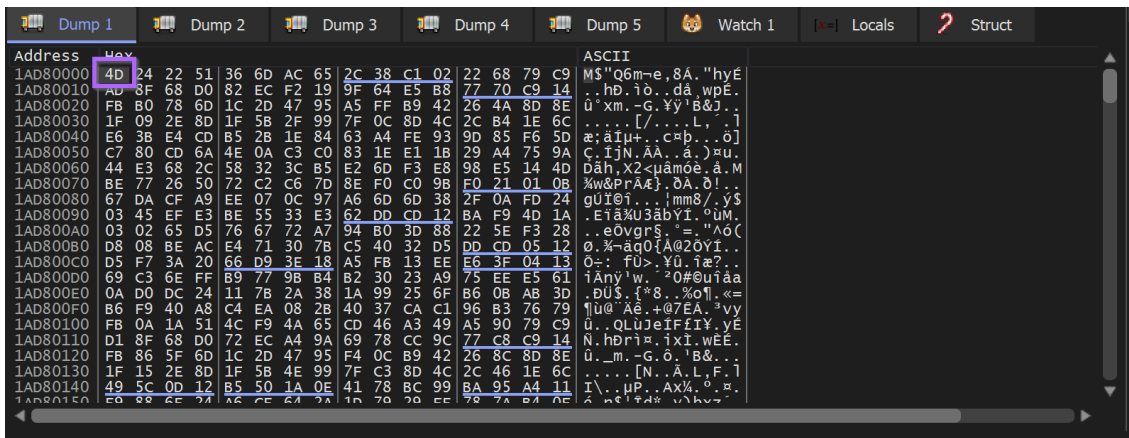 Dump 1 Dump 2 Dump 3 Dump 4 Dump 5 Watch 1 [x=] Locals Struct
Address Hex ASCII
1AD80000 4D 24 22 51 36 6D AC 65 2C 38 C1 02 22 68 79 C9 M$"Q6m¬e,8Á."hyÉ
1AD80010 AD 8F 68 D0 82 EC F2 19 9F 64 E5 B8 77 70 C9 14 ..hÐ.ìò..då¸wpÉ.
1AD80020 FB B0 78 6D 1C 2D 47 95 A5 FF B9 42 26 4A 8D 8E û°xm.-G.¥ÿ¹B&J..
1AD80030 1F 09 2E 8D 1F 5B 2F 99 7F 0C 8D 4C 2C B4 1E 6C .....[/....L,´.l
1AD80040 E6 3B E4 CD B5 2B 1E 84 63 A4 FE 93 9D 85 F6 5D æ;äÍµ+..c¤þ...ö]
1AD80050 C7 80 CD 6A 4E 0A C3 C0 83 1E E1 1B 29 A4 75 9A Ç.ÍjN.ÃÀ..á.)¤u.
1AD80060 44 E3 68 2C 58 32 3C B5 E2 6D F3 E8 98 E5 14 4D Dãh,X2<µâmóè.å.M
1AD80070 BE 77 26 50 72 C2 C6 7D 8E F0 C0 9B F0 21 01 0B ¾w&PrÂÆ}.ðÀ.ð!..
1AD80080 67 DA CF A9 EE 07 0C 97 A6 6D 6D 38 2F 0A FD 24 gÚÏ©î...¦mm8/.ý$
1AD80090 03 45 EF E3 BE 55 33 E3 62 DD CD 12 BA F9 4D 1A .Eïã¾U3ãbÝÍ.ºùM.
1AD800A0 03 02 65 D5 76 67 72 A7 94 B0 3D 88 22 5E F3 28 ..eÕvgr§.°=."^ó(
1AD800B0 D8 08 BE AC E4 71 30 7B C5 40 32 D5 DD CD 05 12 Ø.¾¬äq0{Å@2ÕÝÍ..
1AD800C0 D5 F7 3A 20 66 D9 3E 18 A5 FB 13 EE E6 3F 04 13 Õ÷: fÙ>.¥û.îæ?..
1AD800D0 69 C3 6E FF B9 77 9B B4 B2 30 23 A9 75 EE E5 61 iÃnÿ¹w.´²0#©uîåa
1AD800E0 0A D0 DC 24 11 7B 2A 38 1A 99 25 6F B6 0B AB 3D .ÐÜ$.{*8..%o¶.«=
1AD800F0 B6 F9 40 A8 C4 EA 08 2B 40 37 CA C1 96 B3 76 79 ¶ù@¨Äê.+@7ÊÁ.³vy
1AD80100 FB 0A 1A 51 4C F9 4A 65 CD 46 A3 49 A5 90 79 C9 û..QLùJeÍF£I¥.yÉ
1AD80110 D1 8F 68 D0 72 EC A4 9A 69 78 CC 9C 77 C8 C9 14 Ñ.hÐrì¤.ixÌ.wÈÉ.
1AD80120 FB 86 5F 6D 1C 2D 47 95 F4 0C B9 42 26 8C 8D 8E û._m.-G.ô.¹B&...
1AD80130 1F 15 2E 8D 1F 5B 4E 99 7F C3 8D 4C 2C 46 1E 6C .....[N..Ã.L,F.l
1AD80140 49 5C 0D 12 B5 50 1A 0E 41 78 BC 99 BA 95 A4 11 I\..µP..Ax¼.º.¤.